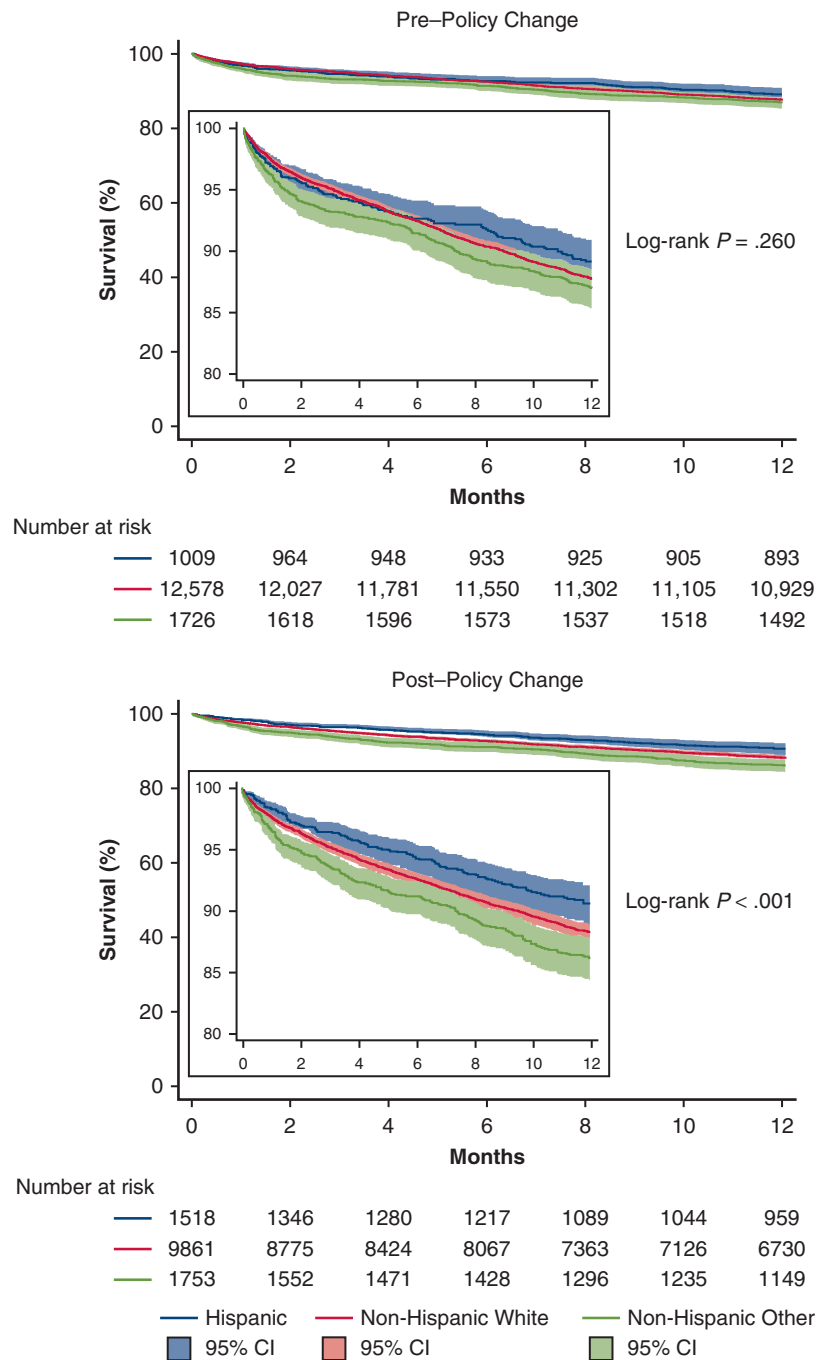 Pre–Policy Change
100
80
60
40
20
0
Survival (%)
100
95
90
85
80
0 2 4 6 8 10 12
Log-rank P = .260
0 2 4 6 8 10 12
Months
Number at risk
1009 964 948 933 925 905 893
12,578 12,027 11,781 11,550 11,302 11,105 10,929
1726 1618 1596 1573 1537 1518 1492
Post–Policy Change
100
80
60
40
20
0
Survival (%)
100
95
90
85
80
0 2 4 6 8 10 12
Log-rank P < .001
0 2 4 6 8 10 12
Months
Number at risk
1518 1346 1280 1217 1089 1044 959
9861 8775 8424 8067 7363 7126 6730
1753 1552 1471 1428 1296 1235 1149
Hispanic Non-Hispanic White Non-Hispanic Other
95% CI 95% CI 95% CI